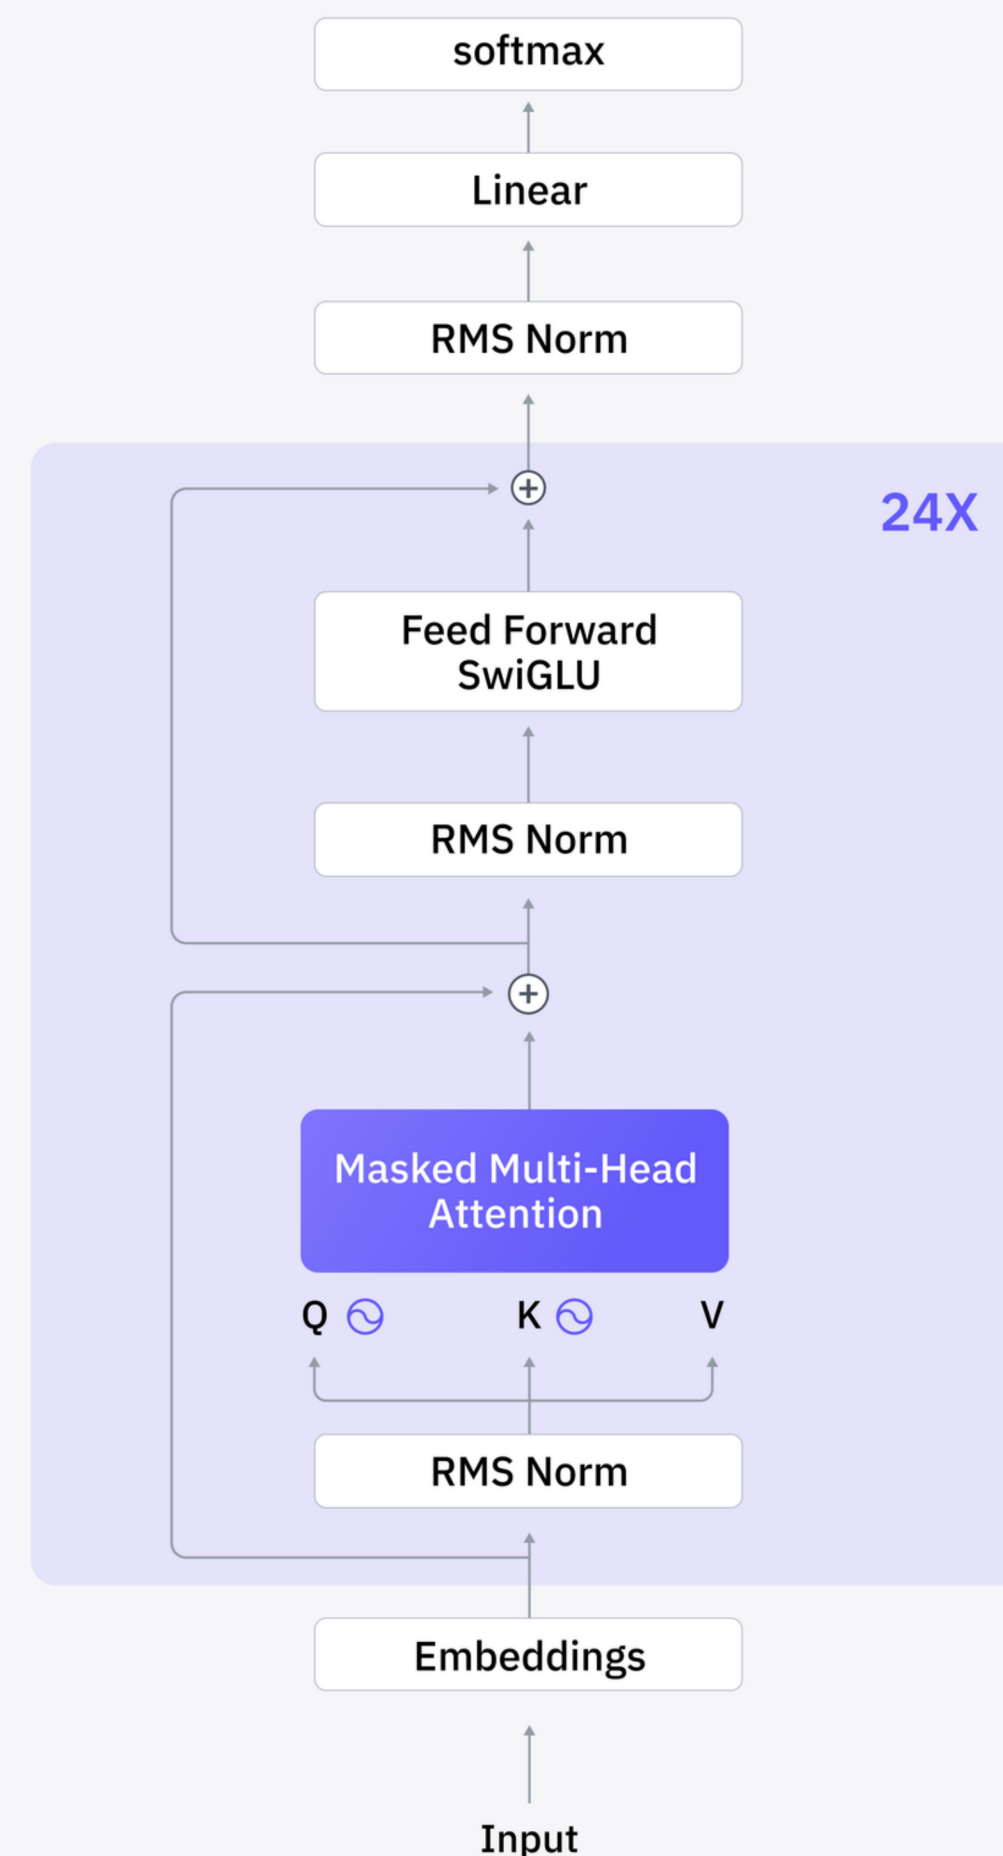 softmax
Linear
RMS Norm
24X
Feed Forward
SwiGLU
RMS Norm
Masked Multi-Head
Attention
Q K V
RMS Norm
Embeddings
Input